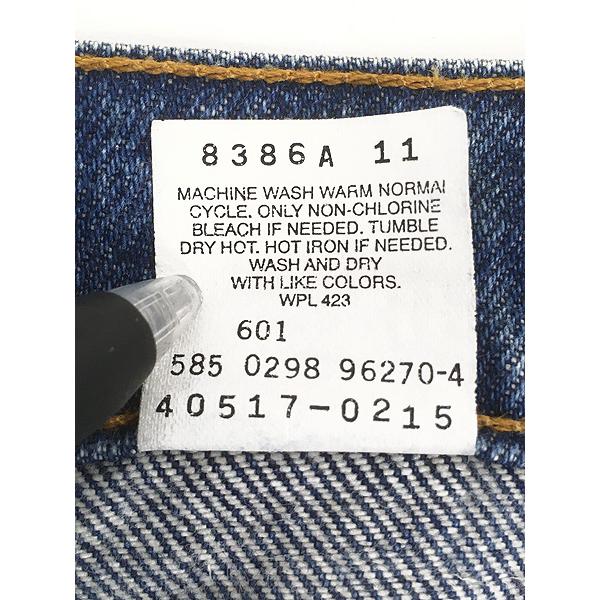 8386A 11
MACHINE WASH WARM NORMAL
CYCLE. ONLY NON-CHLORINE
BLEACH IF NEEDED. TUMBLE
DRY HOT. HOT IRON IF NEEDED.
WASH AND DRY
WITH LIKE COLORS.
WPL 423
601
585 0298 96270-4
40517-0215